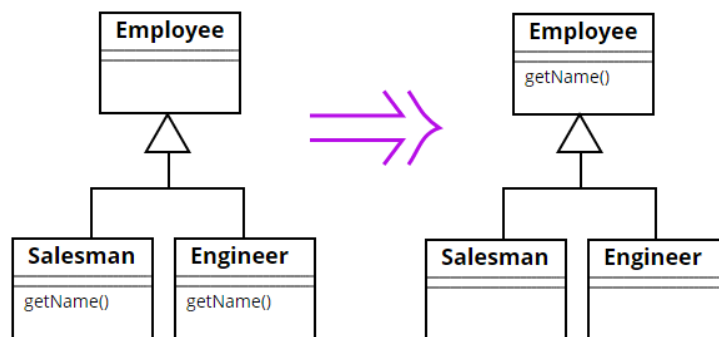 Employee
Salesman
getName()
Engineer
getName()
Employee
getName()
Salesman
Engineer